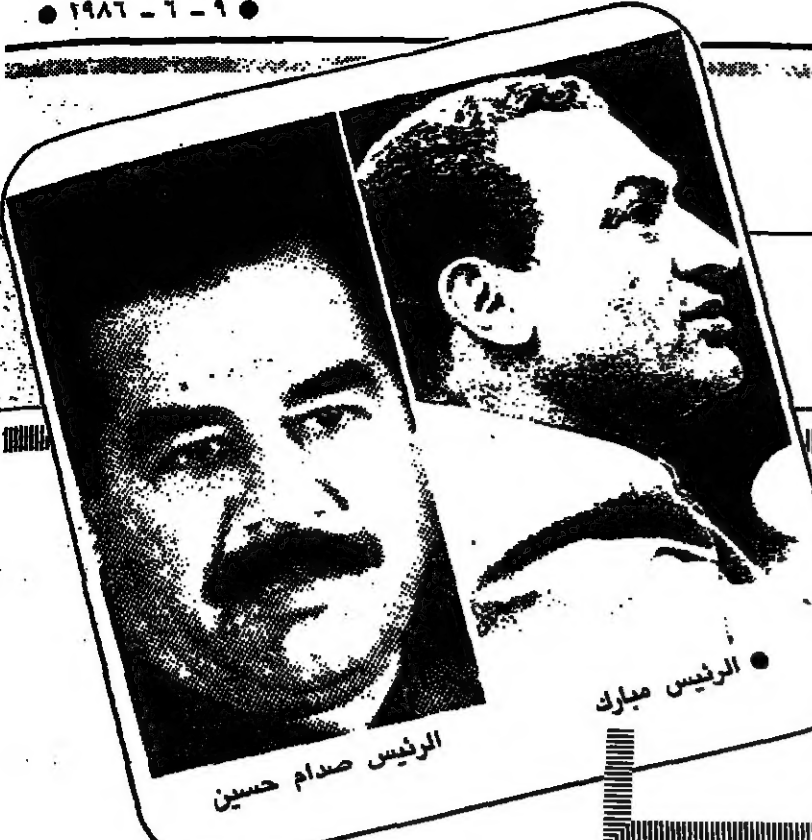 ● ٩ - ٦ - ١٩٨٦ ●
● الرئيس مبارك
الرئيس صدام حسين